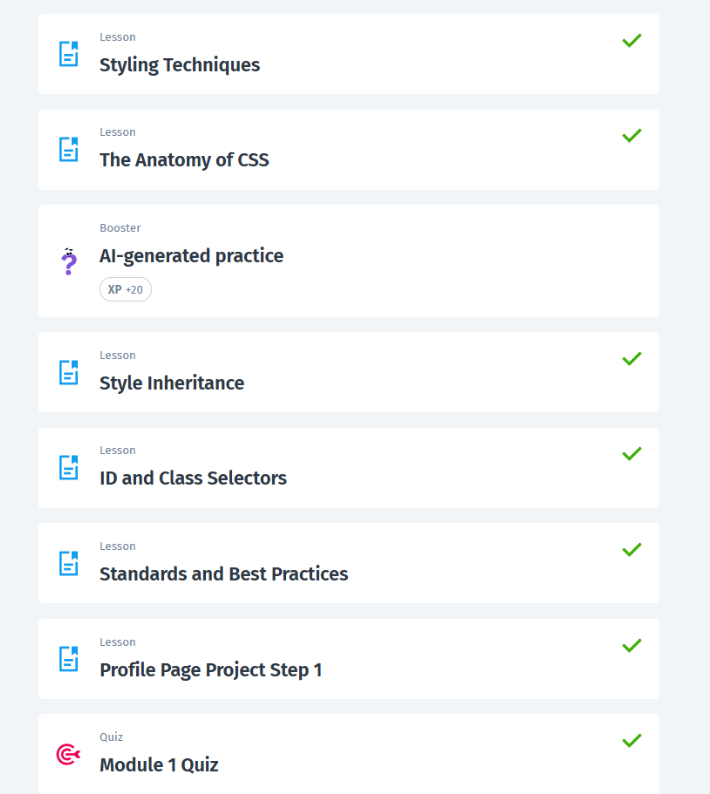 Lesson
Styling Techniques
Lesson
The Anatomy of CSS
Booster
AI-generated practice
XP +20
Lesson
Style Inheritance
Lesson
ID and Class Selectors
Lesson
Standards and Best Practices
Lesson
Profile Page Project Step 1
Quiz
Module 1 Quiz